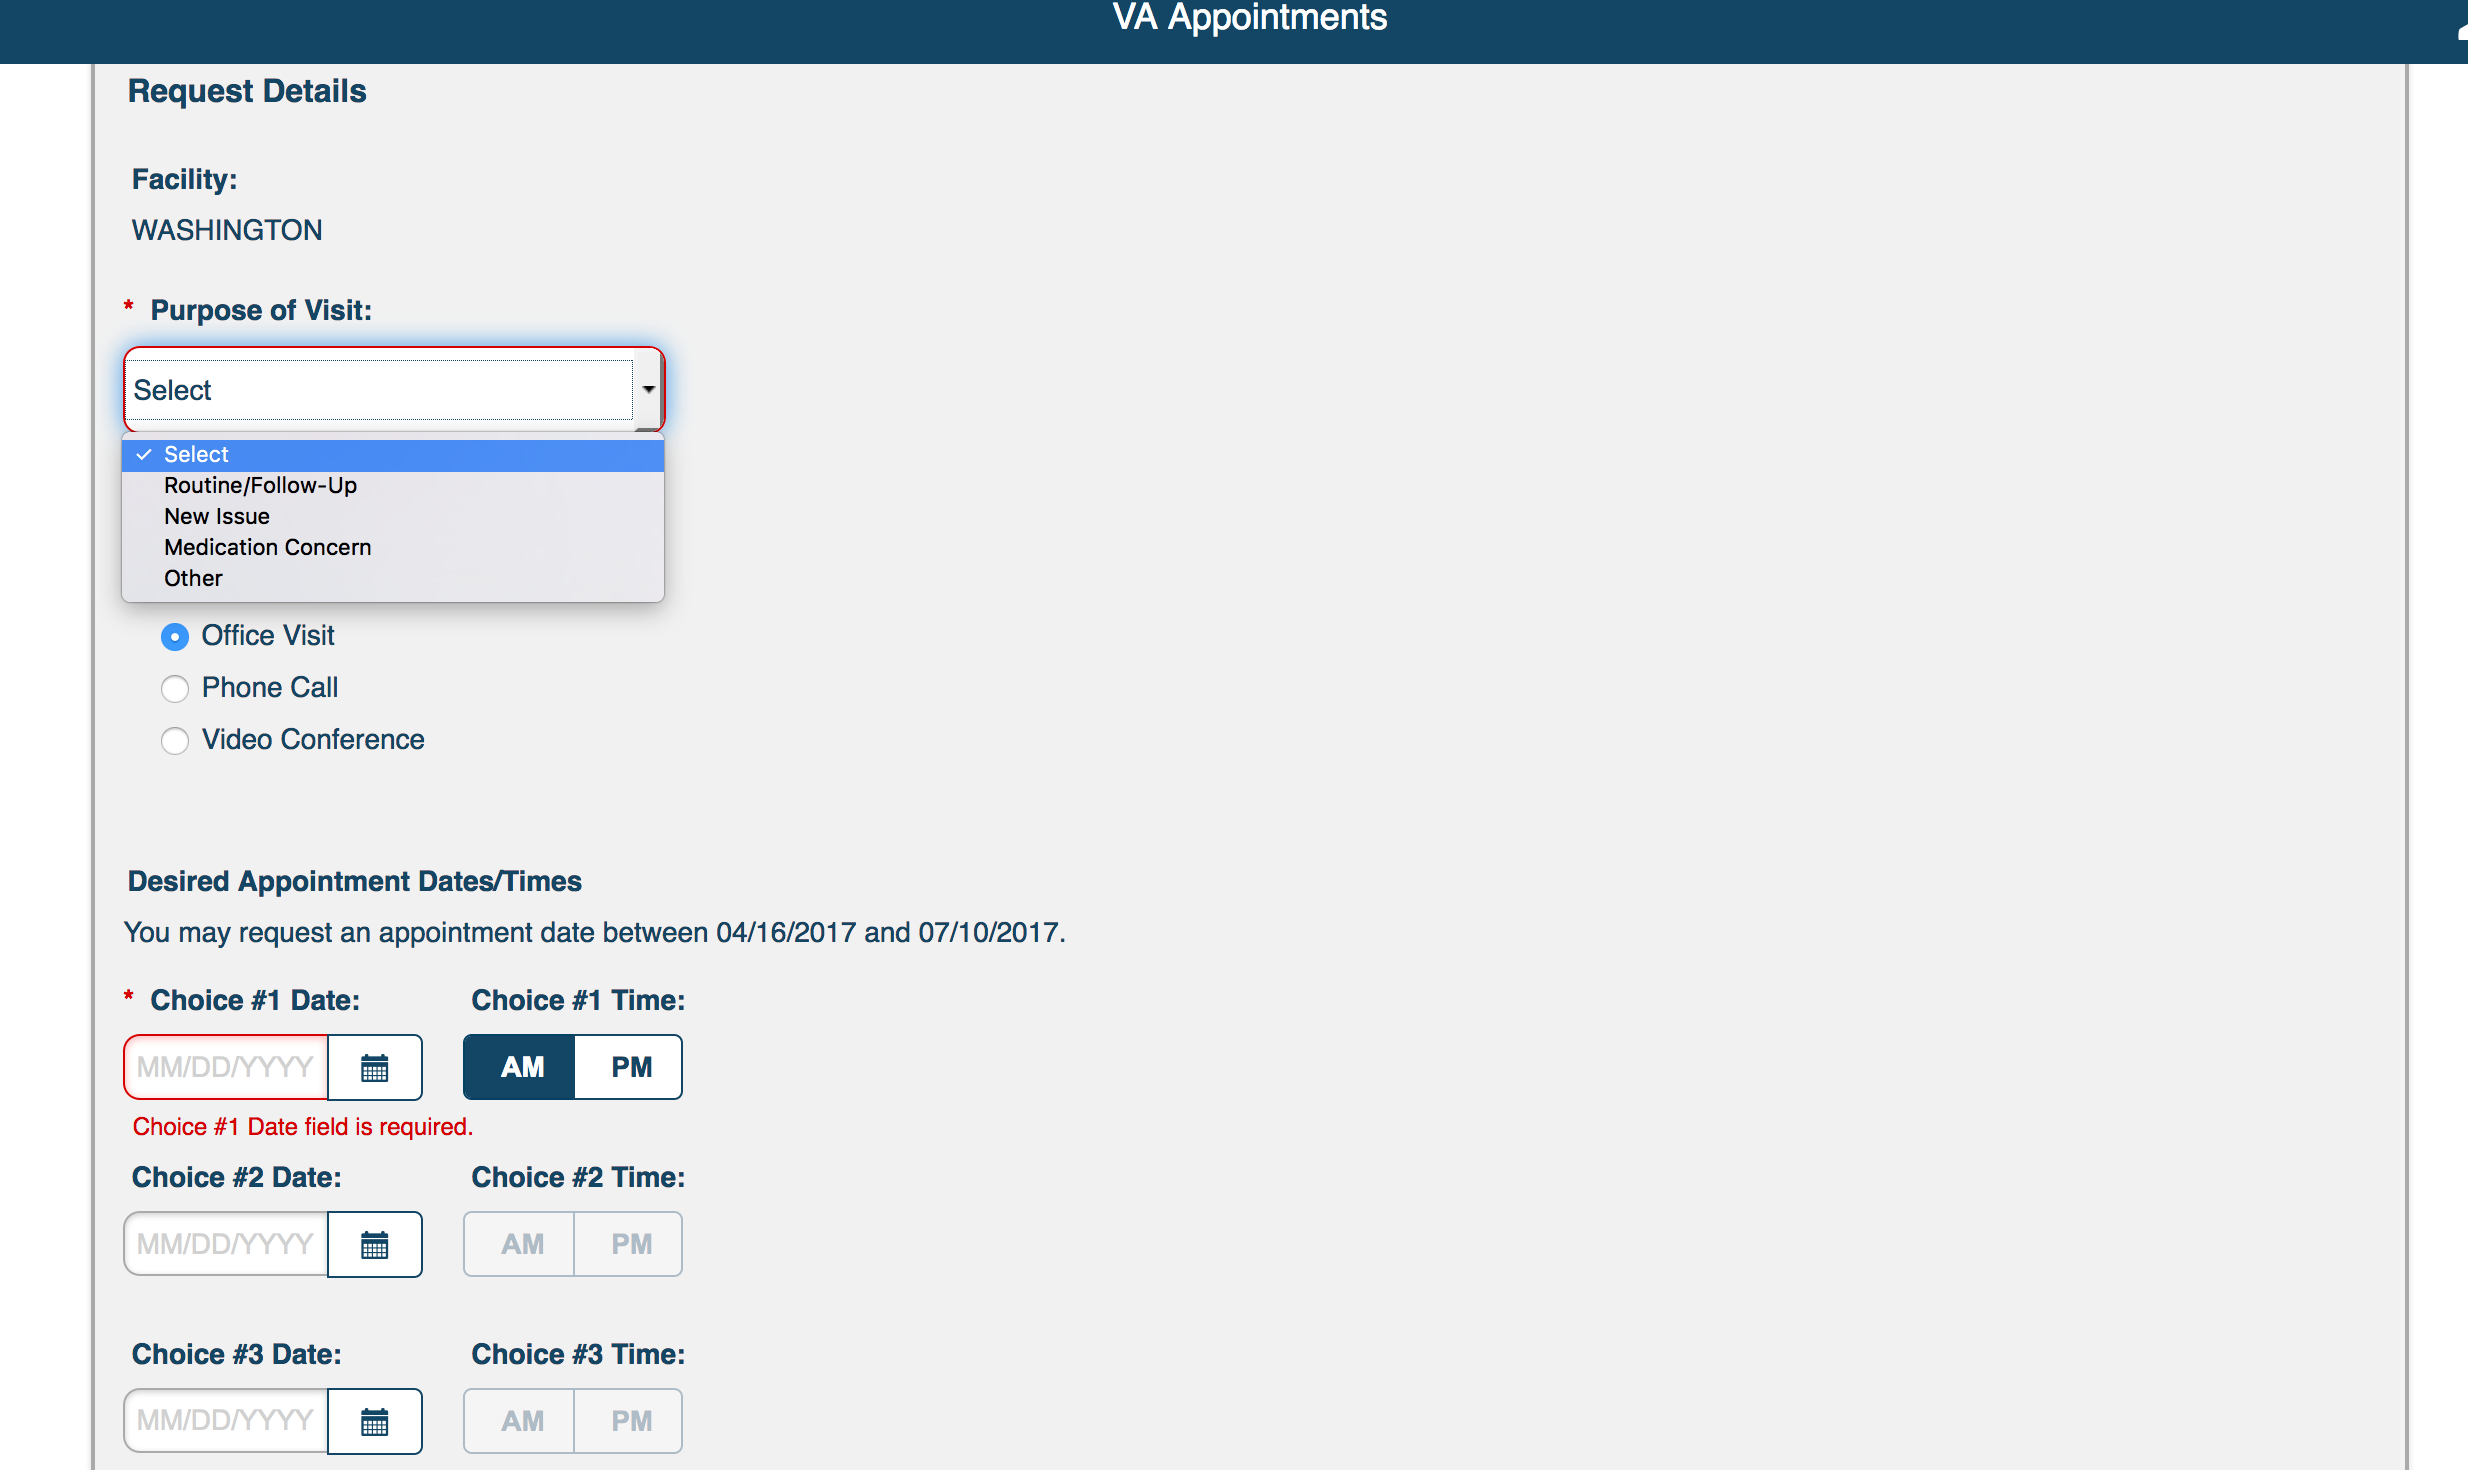 VA Appointments
Request Details
Facility:
WASHINGTON
* Purpose of Visit:
Select
✓ Select
Routine/Follow-Up
New Issue
Medication Concern
Other
Office Visit
Phone Call
Video Conference
Desired Appointment Dates/Times
You may request an appointment date between 04/16/2017 and 07/10/2017.
* Choice #1 Date: Choice #1 Time:
MM/DD/YYYY AM PM
Choice #1 Date field is required.
Choice #2 Date: Choice #2 Time:
MM/DD/YYYY AM PM
Choice #3 Date: Choice #3 Time:
MM/DD/YYYY AM PM